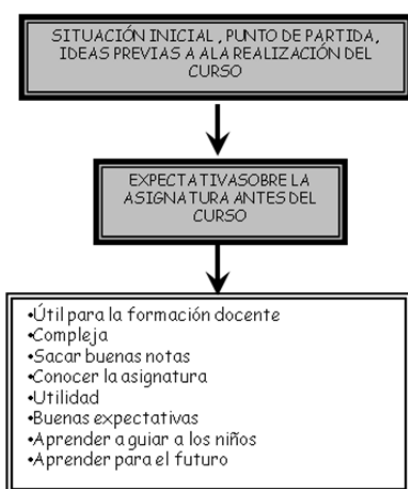 SITUACIÓN INICIAL , PUNTO DE PARTIDA,
IDEAS PREVIAS A ALA REALIZACIÓN DEL
CURSO
EXPECTATIVASOBRE LA
ASIGNATURA ANTES DEL
CURSO
•Útil para la formación docente
•Compleja
•Sacar buenas notas
•Conocer la asignatura
•Utilidad
•Buenas expectativas
•Aprender a guiar a los niños
•Aprender para el futuro